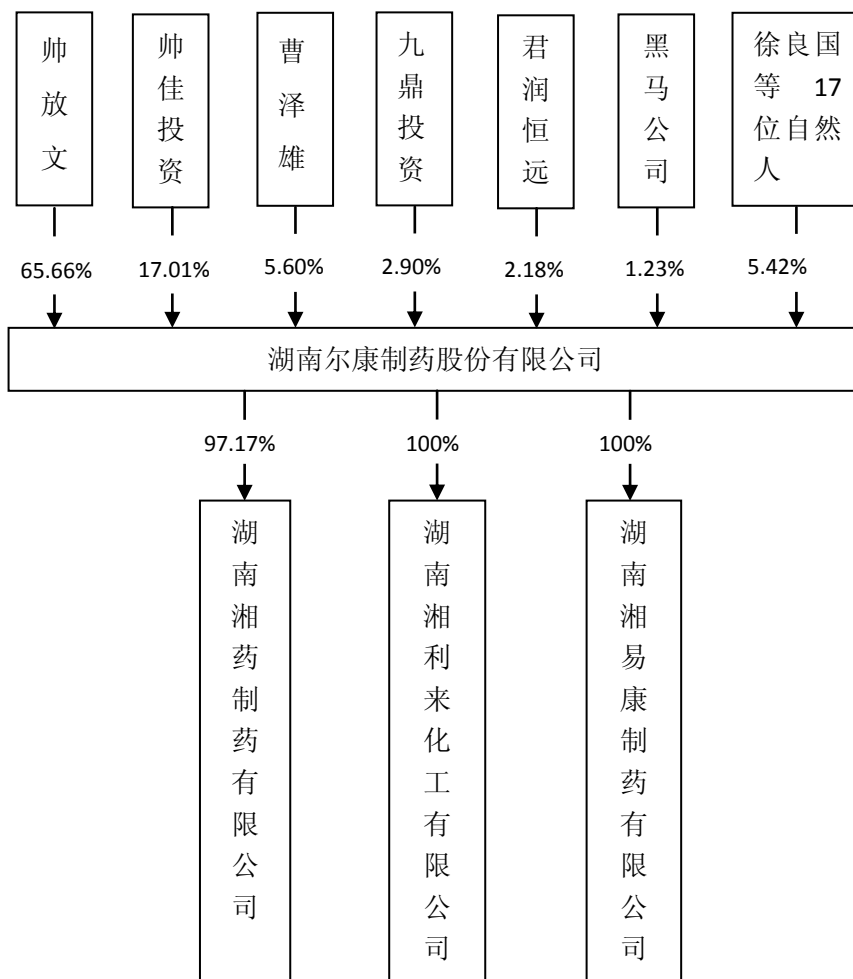 帅放文
帅佳投资
曹泽雄
九鼎投资
君润恒远
黑马公司
徐良国
等 17
位自然
人
65.66%
17.01%
5.60%
2.90%
2.18%
1.23%
5.42%
湖南尔康制药股份有限公司
97.17%
100%
100%
湖南湘药制药有限公司
湖南湘利来化工有限公司
湖南湘易康制药有限公司